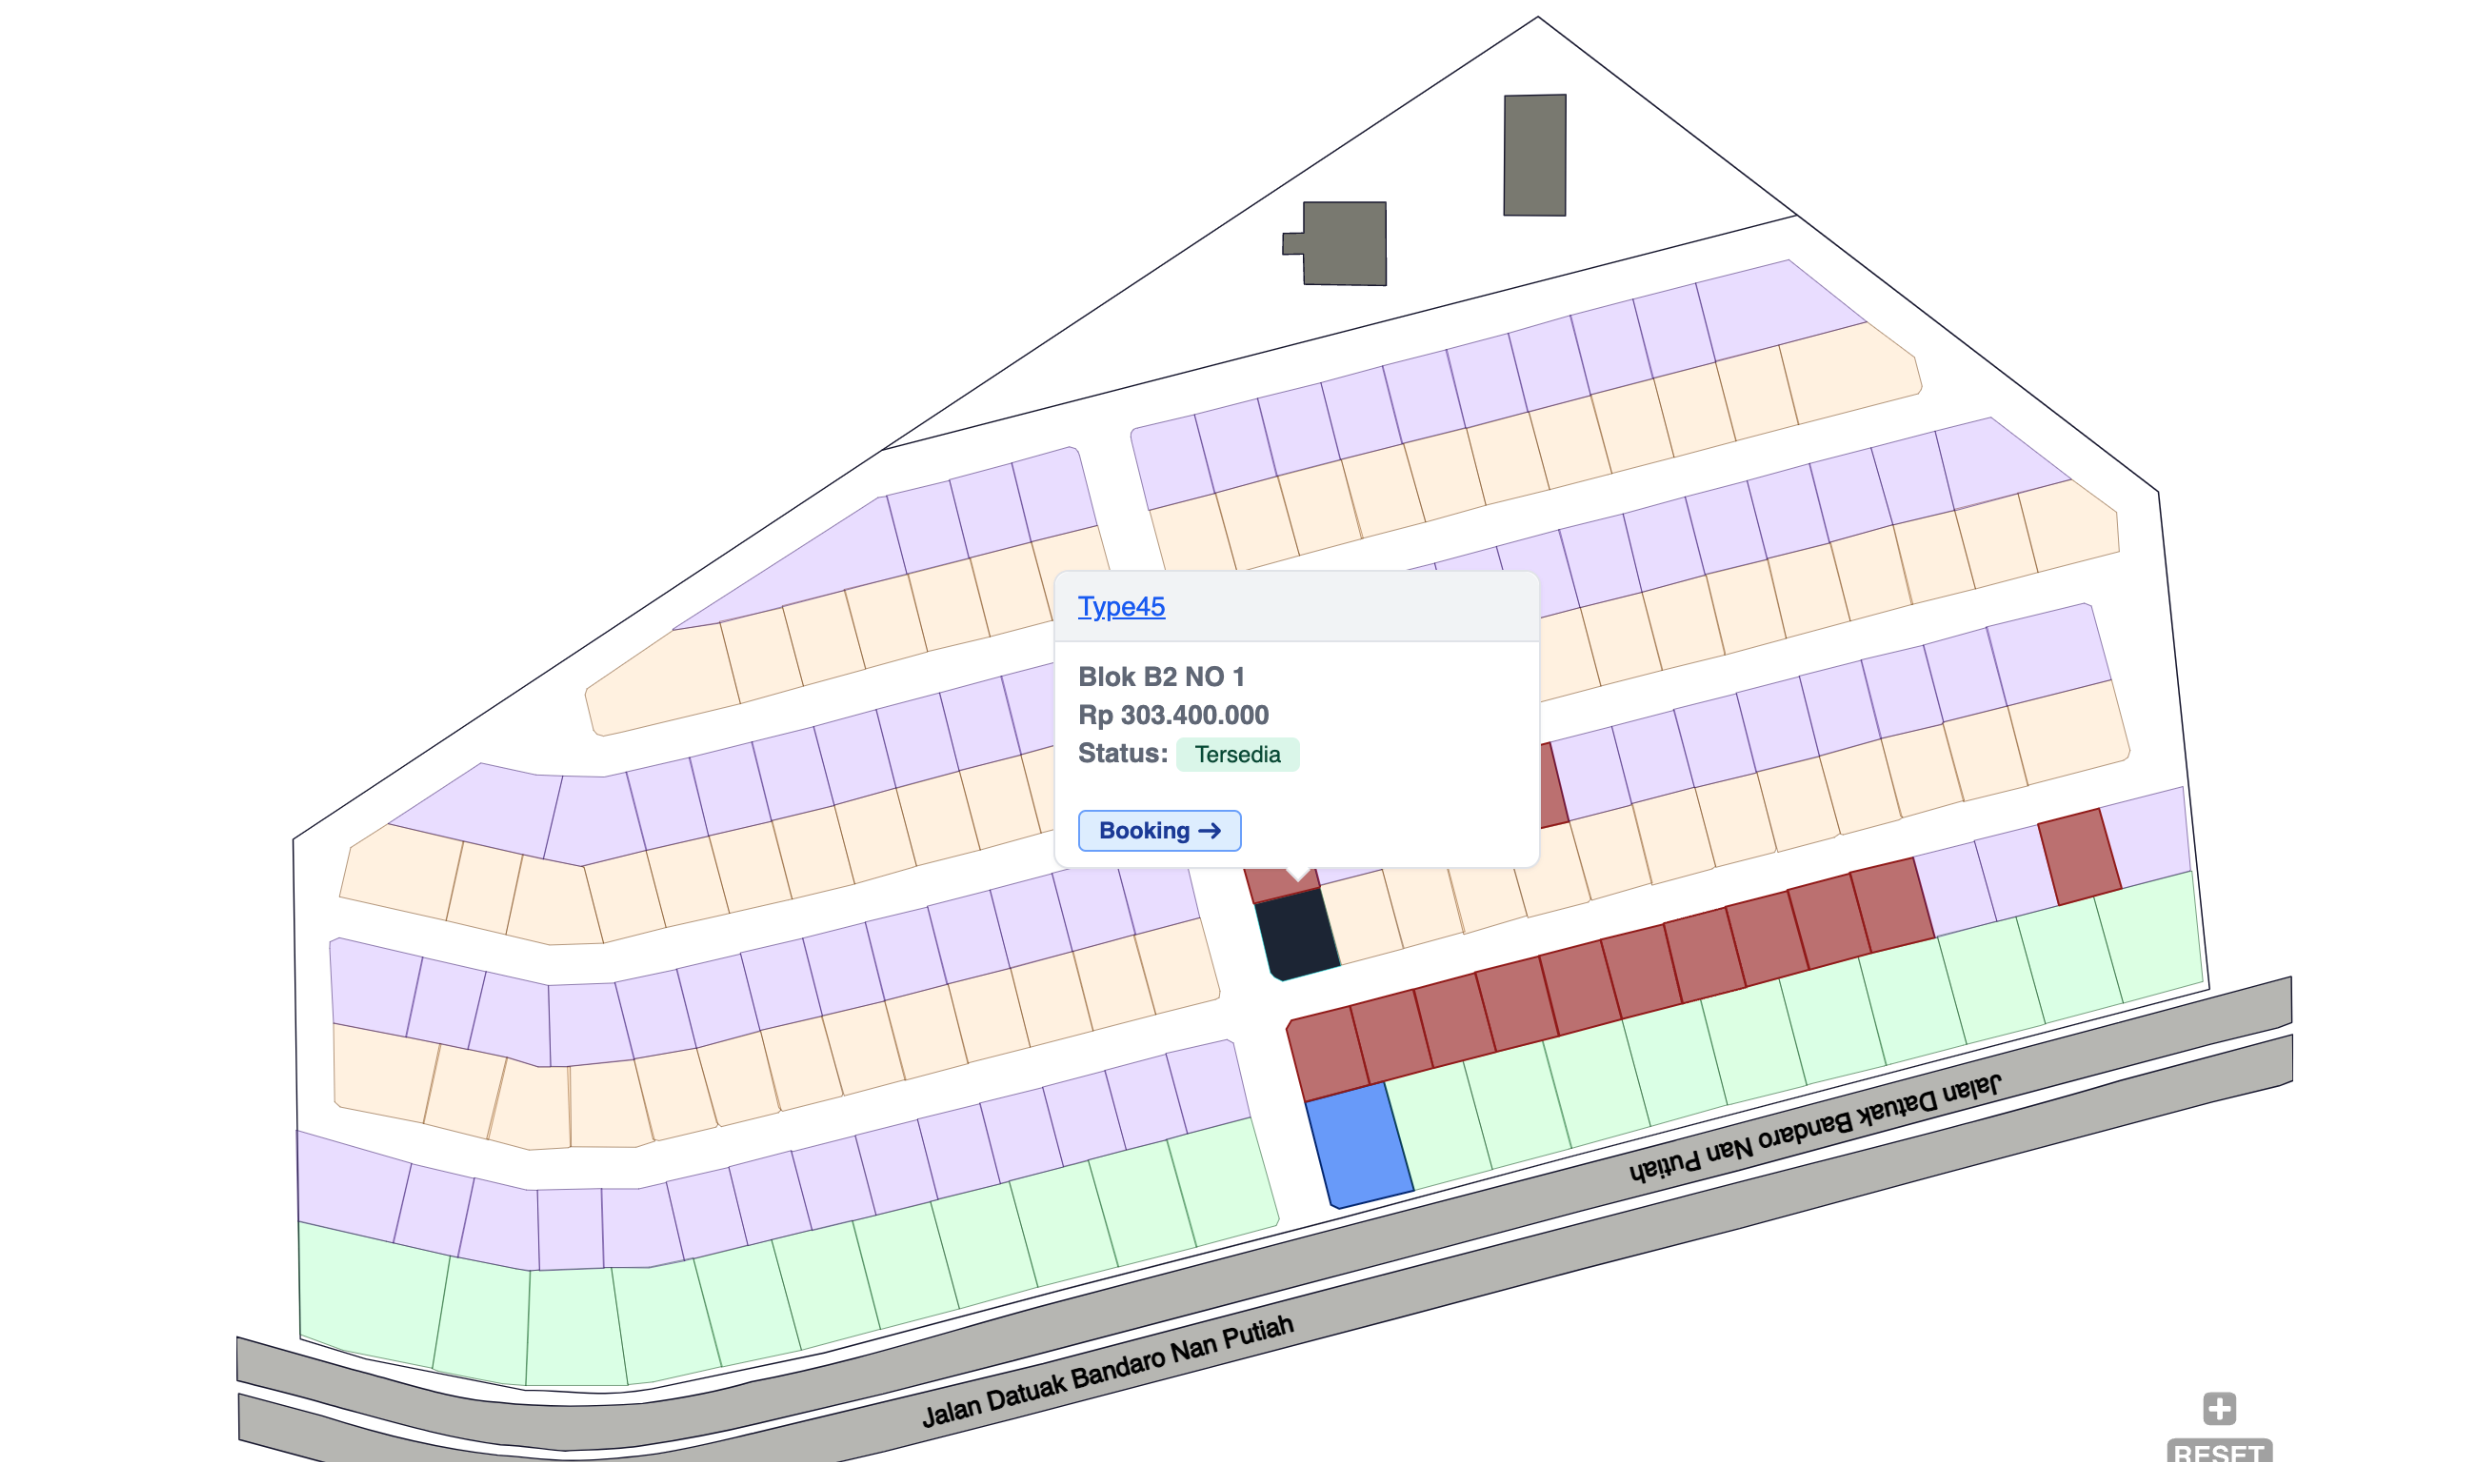 Type45
Blok B2 NO 1
Rp 303.400.000
Status: Tersedia
Booking →
Jalan Datuak Bandaro Nan Putiah
Jalan Datuak Bandaro Nan Putiah
RESET